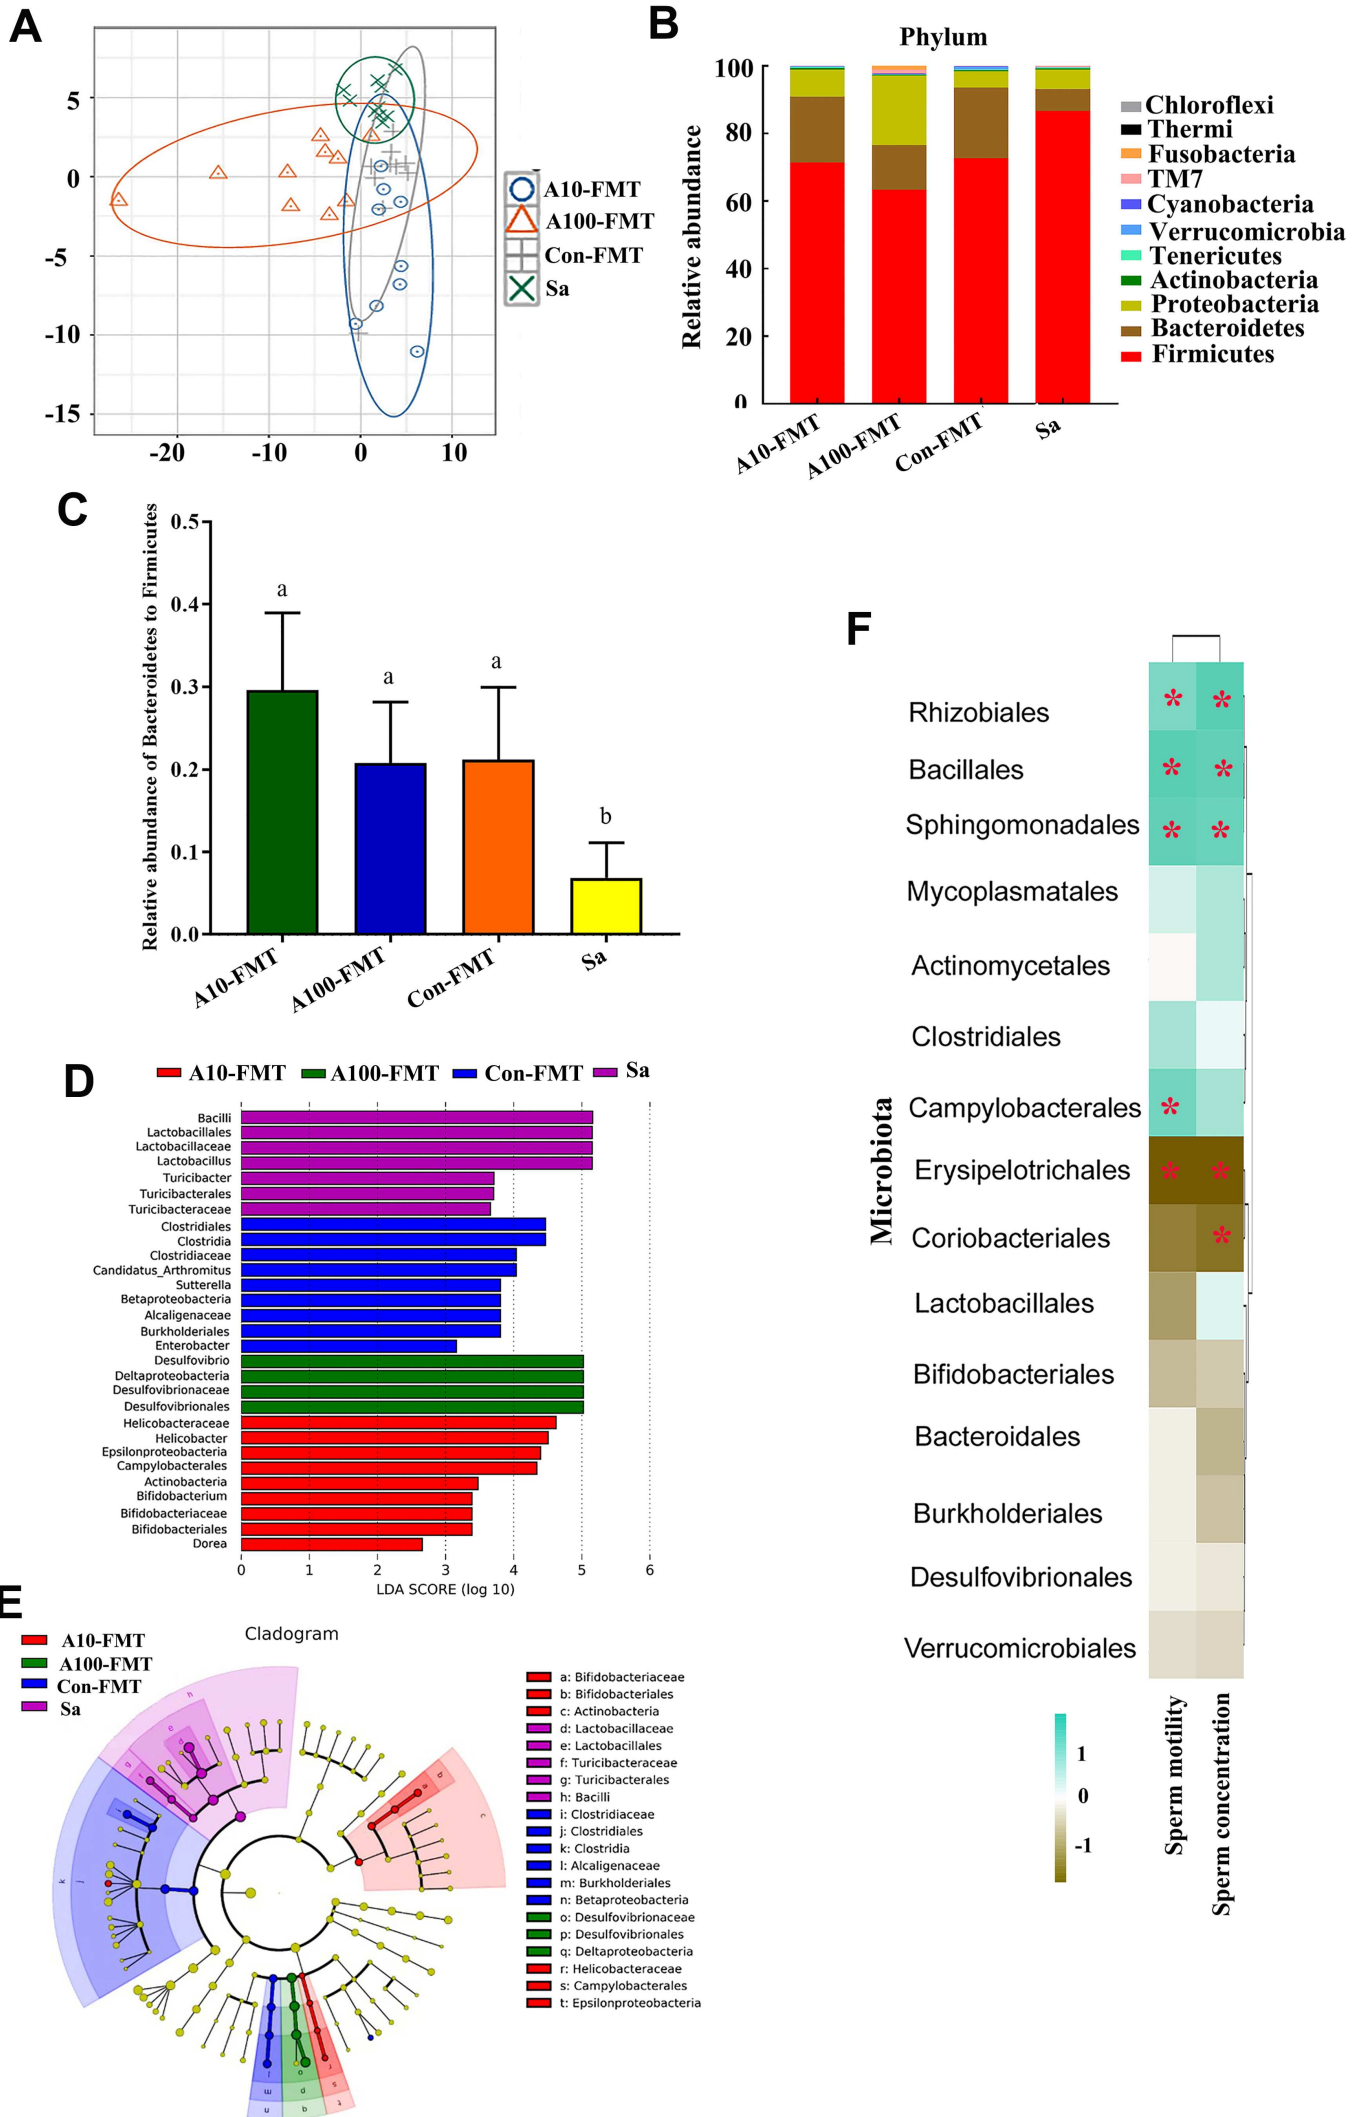 A
5
0
-5
-10
-15
-20
-10
0
10
A10-FMT
A100-FMT
Con-FMT
Sa
B
Phylum
Relative abundance
100
80
60
40
20
0
A10-FMT
A100-FMT
Con-FMT
Sa
Chloroflexi
Thermi
Fusobacteria
TM7
Cyanobacteria
Verrucomicrobia
Tenericutes
Actinobacteria
Proteobacteria
Bacteroidetes
Firmicutes
C
Relative abundance of Bacteroidetes to Firmicutes
0.5
0.4
0.3
0.2
0.1
0.0
a
a
a
b
A10-FMT
A100-FMT
Con-FMT
Sa
D
A10-FMT
A100-FMT
Con-FMT
Sa
Bacilli
Lactobacillales
Lactobacillaceae
Lactobacillus
Turicibacter
Turicibacterales
Turicibacteraceae
Clostridiales
Clostridia
Clostridiaceae
Candidatus_Arthromitus
Sutterella
Betaproteobacteria
Alcaligenaceae
Burkholderiales
Enterobacter
Desulfovibrio
Deltaproteobacteria
Desulfovibrionaceae
Desulfovibrionales
Helicobacteraceae
Helicobacter
Epsilonproteobacteria
Campylobacterales
Actinobacteria
Bifidobacterium
Bifidobacteriaceae
Bifidobacteriales
Dorea
0 1 2 3 4 5 6
LDA SCORE (log 10)
E
Cladogram
A10-FMT
A100-FMT
Con-FMT
Sa
h
e
d
g
f
i
j
k
a
b
c
l
m
n
o
p
q
r
s
t
a: Bifidobacteriaceae
b: Bifidobacteriales
c: Actinobacteria
d: Lactobacillaceae
e: Lactobacillales
f: Turicibacteraceae
g: Turicibacterales
h: Bacilli
i: Clostridiaceae
j: Clostridiales
k: Clostridia
l: Alcaligenaceae
m: Burkholderiales
n: Betaproteobacteria
o: Desulfovibrionaceae
p: Desulfovibrionales
q: Deltaproteobacteria
r: Helicobacteraceae
s: Campylobacterales
t: Epsilonproteobacteria
F
Microbiota
Rhizobiales * *
Bacillales * *
Sphingomonadales * *
Mycoplasmatales
Actinomycetales
Clostridiales
Campylobacterales *
Erysipelotrichales * *
Coriobacteriales *
Lactobacillales
Bifidobacteriales
Bacteroidales
Burkholderiales
Desulfovibrionales
Verrucomicrobiales
1
0
-1
Sperm motility
Sperm concentration